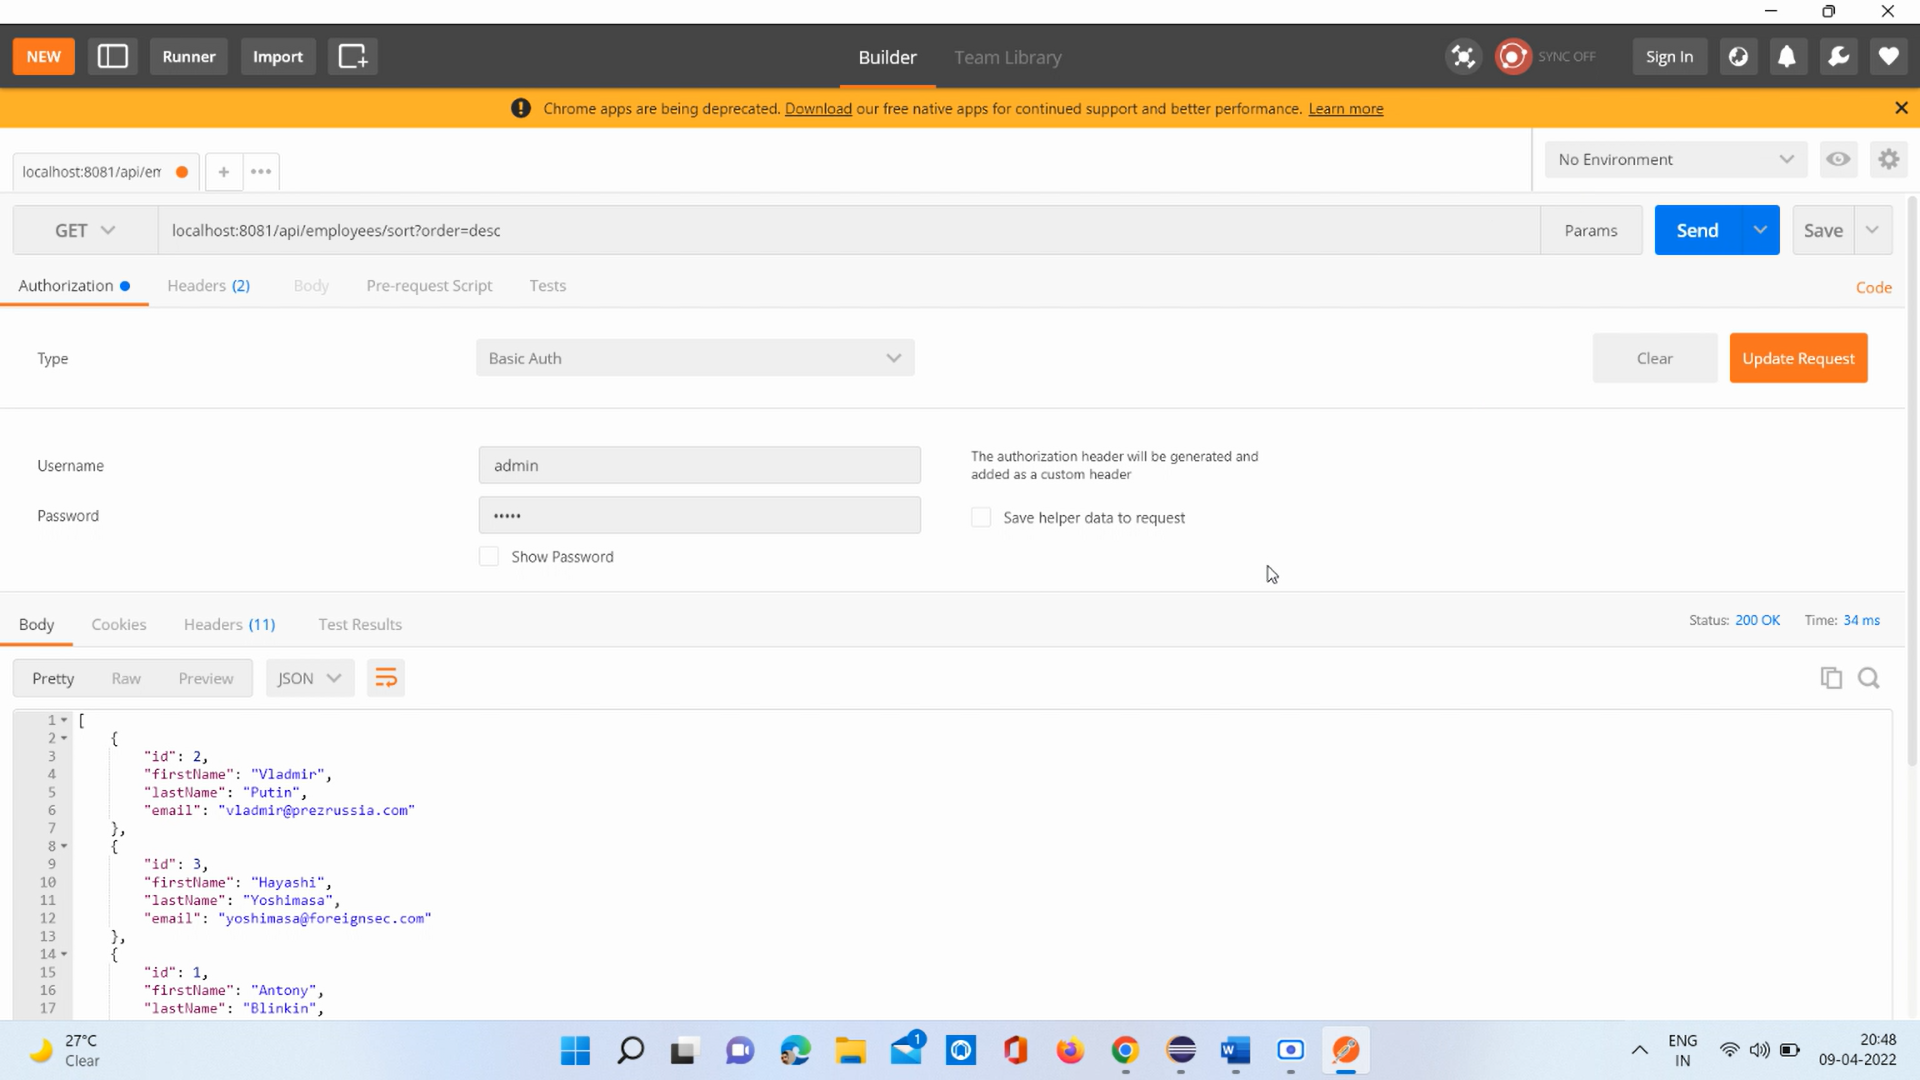 NEW Runner Import Builder Team Library SYNC OFF Sign In
Chrome apps are being deprecated. Download our free native apps for continued support and better performance. Learn more
localhost:8081/api/em + ••• No Environment
GET localhost:8081/api/employees/sort?order=desc Params Send Save
Authorization Headers (2) Body Pre-request Script Tests Code
Type Basic Auth Clear Update Request
Username admin The authorization header will be generated and
added as a custom header
Password ••••• Save helper data to request
Show Password
Body Cookies Headers (11) Test Results Status: 200 OK Time: 34 ms
Pretty Raw Preview JSON
1 [
2 {
3 "id": 2,
4 "firstName": "Vladmir",
5 "lastName": "Putin",
6 "email": "vladmir@prezrussia.com"
7 },
8 {
9 "id": 3,
10 "firstName": "Hayashi",
11 "lastName": "Yoshimasa",
12 "email": "yoshimasa@foreignsec.com"
13 },
14 {
15 "id": 1,
16 "firstName": "Antony",
17 "lastName": "Blinkin",
27°C
Clear
1
W
ENG
IN
20:48
09-04-2022